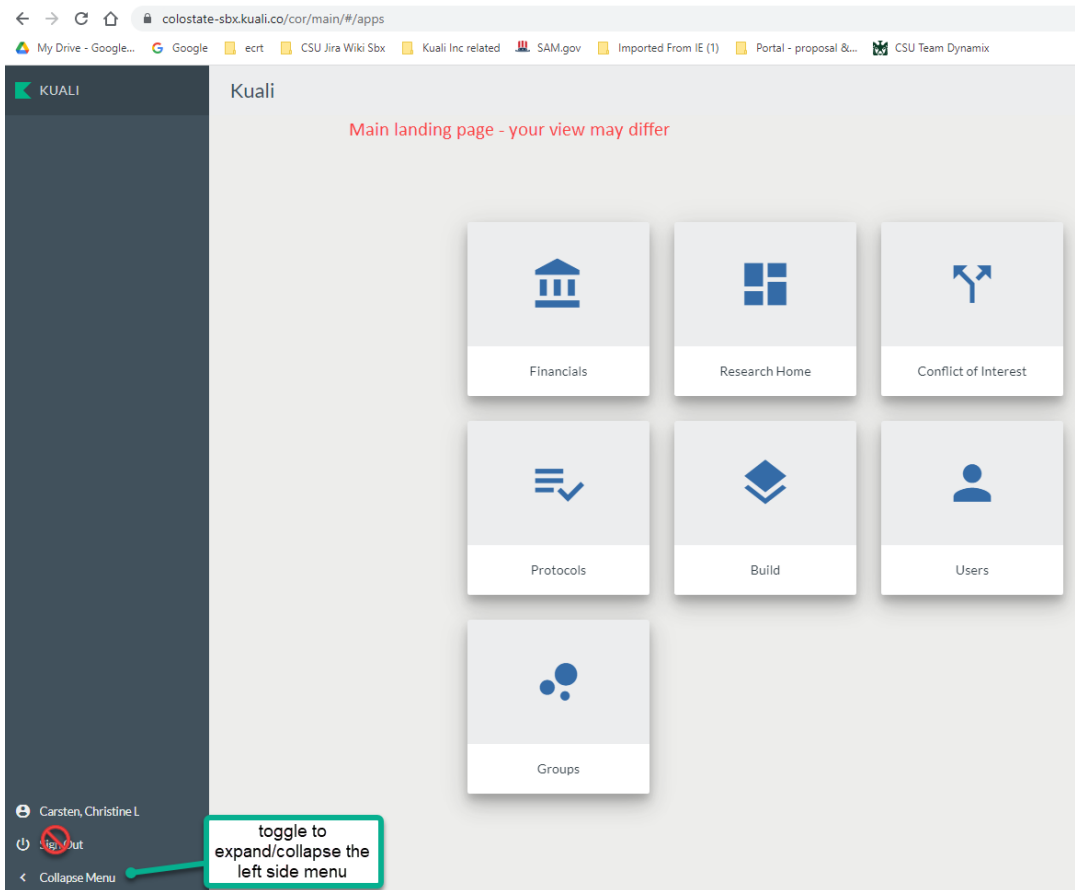 colostate-sbx.kuali.co/cor/main/#/apps
My Drive - Google... Google ecrt CSU Jira Wiki Sbx Kuali Inc related SAM.gov Imported From IE (1) Portal - proposal &... CSU Team Dynamix
KUALI
Kuali
Main landing page - your view may differ
Financials Research Home Conflict of Interest
Protocols Build Users
Groups
Carsten, Christine L
Sign Out
Collapse Menu
toggle to
expand/collapse the
left side menu